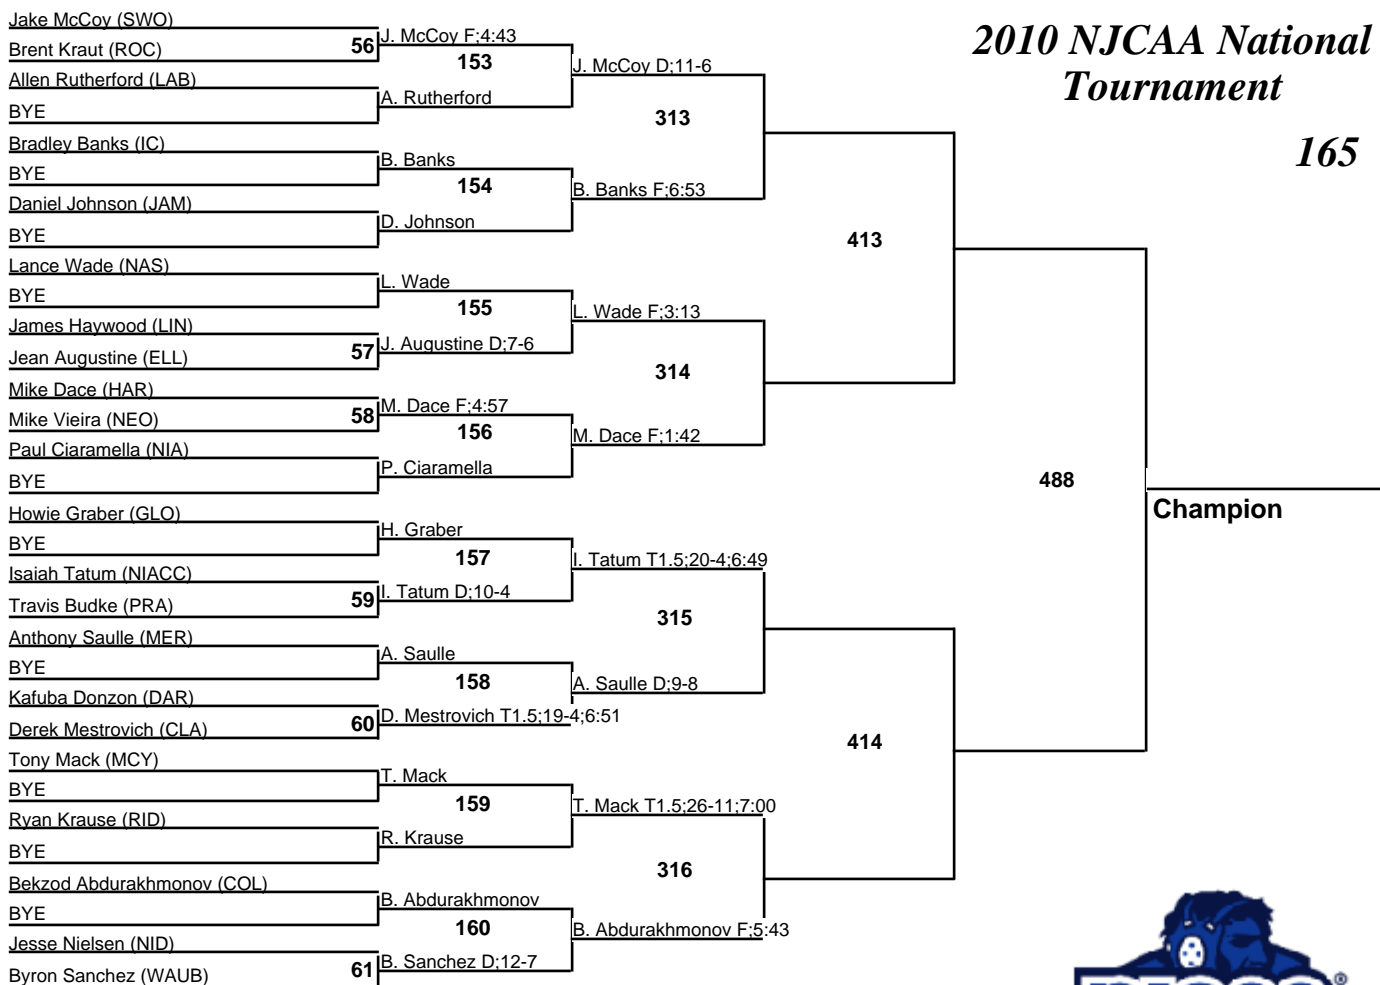 2010 NJCAA National
Tournament
165
Jake McCoy (SWO)
Brent Kraut (ROC)
Allen Rutherford (LAB)
BYE
Bradley Banks (IC)
BYE
Daniel Johnson (JAM)
BYE
Lance Wade (NAS)
BYE
James Haywood (LIN)
Jean Augustine (ELL)
Mike Dace (HAR)
Mike Vieira (NEO)
Paul Ciaramella (NIA)
BYE
Howie Graber (GLO)
BYE
Isaiah Tatum (NIACC)
Travis Budke (PRA)
Anthony Saulle (MER)
BYE
Kafuba Donzon (DAR)
Derek Mestrovich (CLA)
Tony Mack (MCY)
BYE
Ryan Krause (RID)
BYE
Bekzod Abdurakhmonov (COL)
BYE
Jesse Nielsen (NID)
Byron Sanchez (WAUB)
56
57
58
59
60
61
J. McCoy F;4:43
153
A. Rutherford
B. Banks
154
D. Johnson
L. Wade
155
J. Augustine D;7-6
M. Dace F;4:57
156
P. Ciaramella
H. Graber
157
I. Tatum D;10-4
A. Saulle
158
D. Mestrovich T1.5;19-4;6:51
T. Mack
159
R. Krause
B. Abdurakhmonov
160
B. Sanchez D;12-7
J. McCoy D;11-6
313
B. Banks F;6:53
L. Wade F;3:13
314
M. Dace F;1:42
I. Tatum T1.5;20-4;6:49
315
A. Saulle D;9-8
T. Mack T1.5;26-11;7:00
316
B. Abdurakhmonov F;5:43
413
414
488
Champion
®